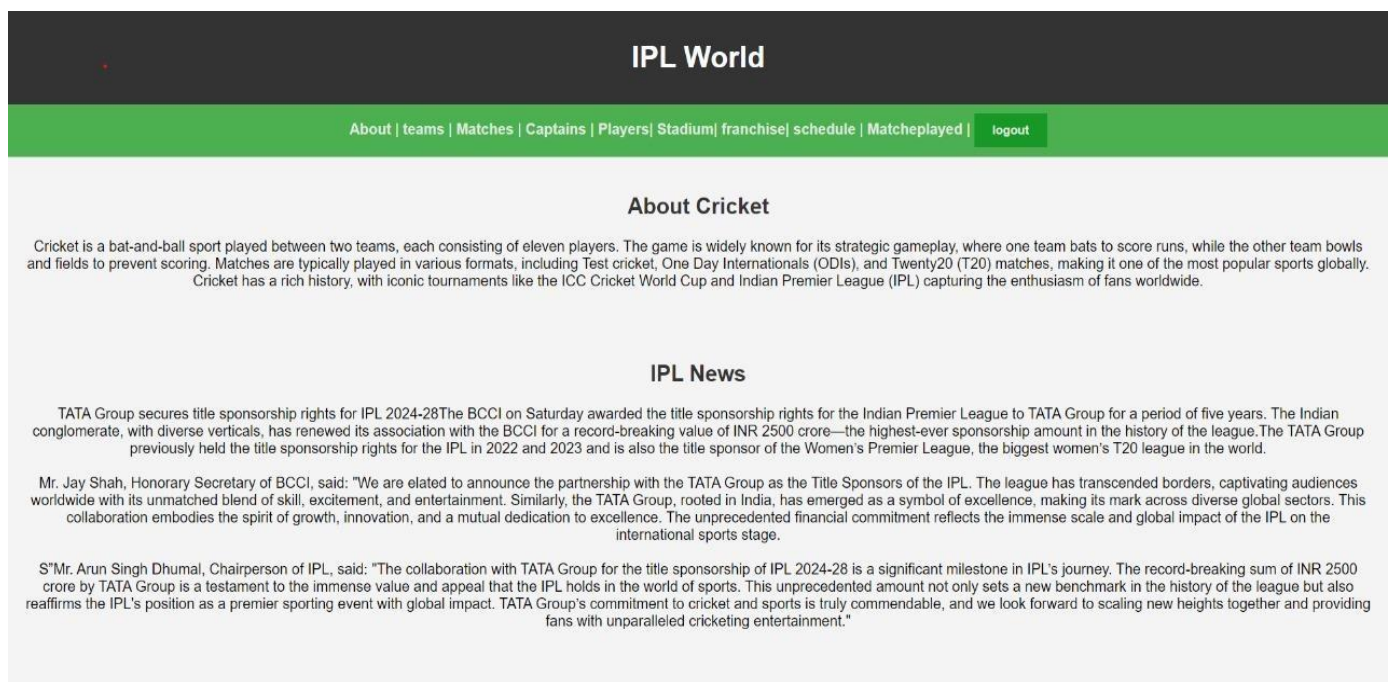 IPL World
About | teams | Matches | Captains | Players| Stadium| franchise| schedule | Matcheplayed | logout
About Cricket
Cricket is a bat-and-ball sport played between two teams, each consisting of eleven players. The game is widely known for its strategic gameplay, where one team bats to score runs, while the other team bowls
and fields to prevent scoring. Matches are typically played in various formats, including Test cricket, One Day Internationals (ODIs), and Twenty20 (T20) matches, making it one of the most popular sports globally.
Cricket has a rich history, with iconic tournaments like the ICC Cricket World Cup and Indian Premier League (IPL) capturing the enthusiasm of fans worldwide.
IPL News
TATA Group secures title sponsorship rights for IPL 2024-28The BCCI on Saturday awarded the title sponsorship rights for the Indian Premier League to TATA Group for a period of five years. The Indian
conglomerate, with diverse verticals, has renewed its association with the BCCI for a record-breaking value of INR 2500 crore—the highest-ever sponsorship amount in the history of the league.The TATA Group
previously held the title sponsorship rights for the IPL in 2022 and 2023 and is also the title sponsor of the Women's Premier League, the biggest women's T20 league in the world.
Mr. Jay Shah, Honorary Secretary of BCCI, said: "We are elated to announce the partnership with the TATA Group as the Title Sponsors of the IPL. The league has transcended borders, captivating audiences
worldwide with its unmatched blend of skill, excitement, and entertainment. Similarly, the TATA Group, rooted in India, has emerged as a symbol of excellence, making its mark across diverse global sectors. This
collaboration embodies the spirit of growth, innovation, and a mutual dedication to excellence. The unprecedented financial commitment reflects the immense scale and global impact of the IPL on the
international sports stage.
S"Mr. Arun Singh Dhumal, Chairperson of IPL, said: "The collaboration with TATA Group for the title sponsorship of IPL 2024-28 is a significant milestone in IPL's journey. The record-breaking sum of INR 2500
crore by TATA Group is a testament to the immense value and appeal that the IPL holds in the world of sports. This unprecedented amount not only sets a new benchmark in the history of the league but also
reaffirms the IPL's position as a premier sporting event with global impact. TATA Group's commitment to cricket and sports is truly commendable, and we look forward to scaling new heights together and providing
fans with unparalleled cricketing entertainment."